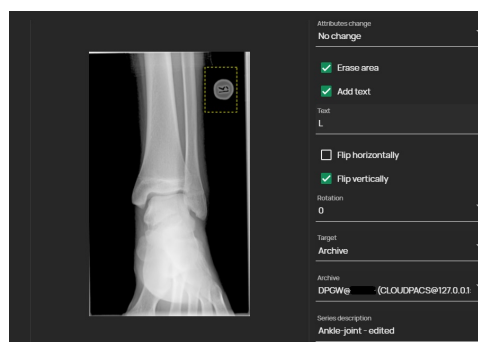 Attributes change
No change
Erase area
Add text
Text
L
Flip horizontally
Flip vertically
Rotation
0
Target
Archive
Archive
DPGW@ (CLOUDPACS@127.0.0.1:
Series description
Ankle-joint - edited